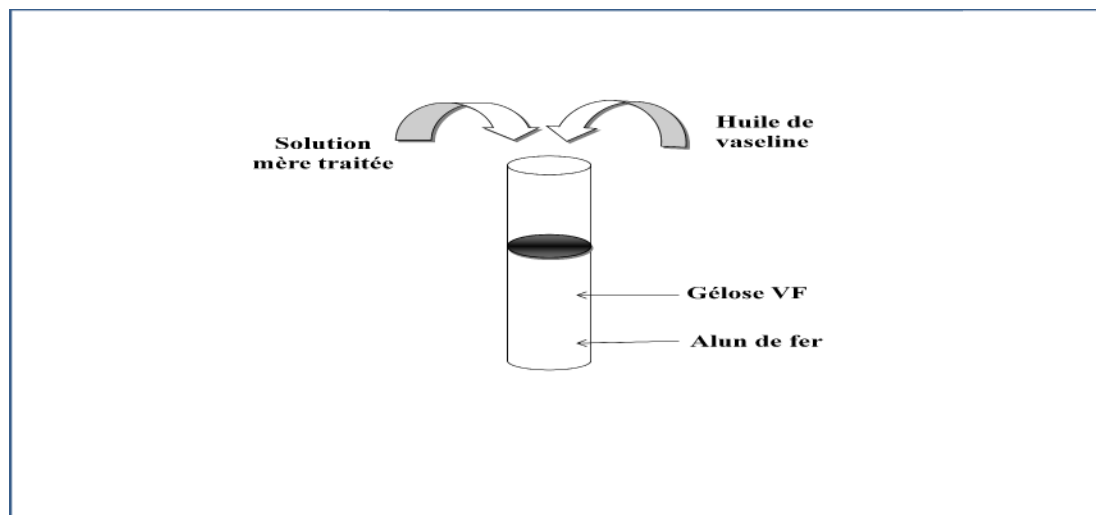 Solution
mère traitée
Huile de
vaseline
Gélose VF
Alun de fer